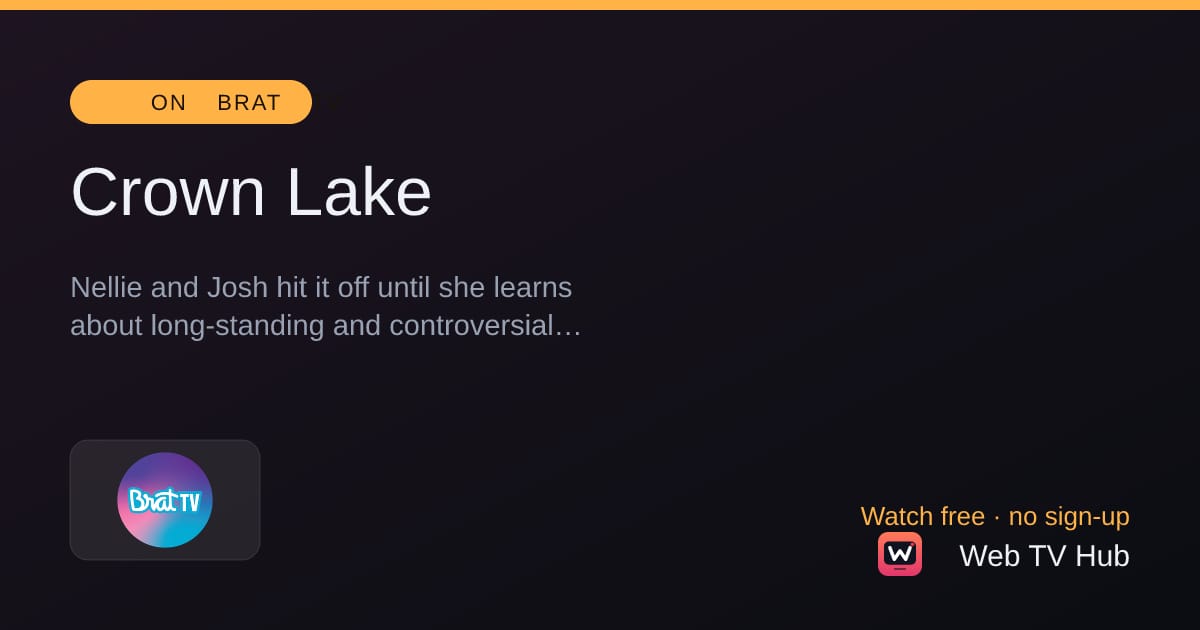 ON BRAT
Crown Lake
Nellie and Josh hit it off until she learns
about long-standing and controversial…
Brat TV
Watch free · no sign-up
W
Web TV Hub